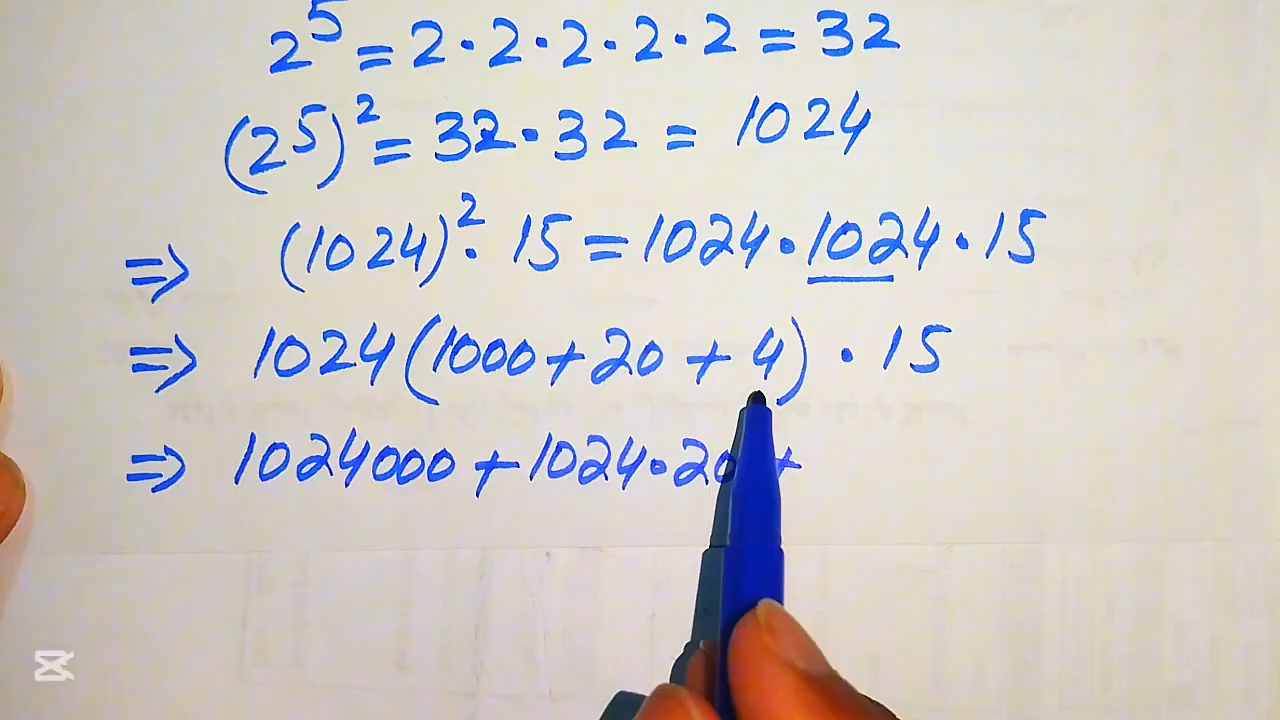 2⁵ = 2·2·2·2·2 = 32
(2⁵)² = 32·32 = 1024
⇒ (1024)²· 15 = 1024·1024·15
⇒ 1024(1000+20+4)·15
⇒ 1024000+1024·20 +